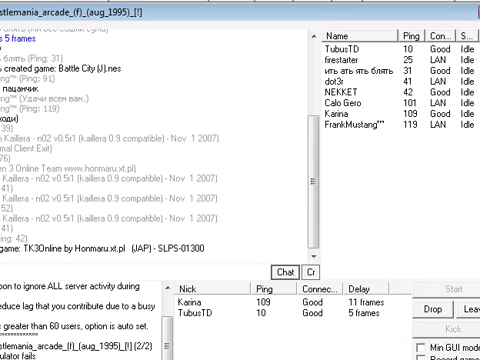 stlemania_arcade_(f)_(aug_1995)_[!]
s 5 frames
ь блять (Ping: 31)
ь created game: Battle City (J).nes
ng™ (Ping: 91)
пацанчик
ng™ (Удачи всем вам.)
ng™ (Ping: 119)
ходи)
39)
n Kaillera - n02 v0.5r1 (kaillera 0.9 compatible) - Nov 1 2007)
mal Client Exit)
76)
en 3 Online Team www.honmaru.xt.pl)
n Kaillera - n02 v0.5r1 (kaillera 0.9 compatible) - Nov 1 2007)
41)
n Kaillera - n02 v0.5r1 (kaillera 0.9 compatible) - Nov 1 2007)
52)
n Kaillera - n02 v0.5r1 (kaillera 0.9 compatible) - Nov 1 2007)
41)
ing: 42)
game: TK3Online by Honmaru.xt.pl (JAP) - SLPS-01300
Name Ping Con... S...
TubusTD 10 Good Idle
firestarter 25 LAN Idle
ить ать ять блять 31 Good Idle
dot3r 41 LAN Idle
NEKKET 42 Good Idle
Calo Gero 101 LAN Idle
Karina 109 Good Idle
FrankMustang™ 119 LAN Idle
Chat Cr
pon to ignore ALL server activity during
educe lag that you contribute due to a busy
s greater than 60 users, option is auto set.
stlemania_arcade_(f)_(aug_1995)_[!] (2/2)
ulator fails
Nick Ping Connec... Delay
Karina 109 Good 11 frames
TubusTD 10 Good 5 frames
Start
Drop Leav
Kick
Min GUI mode
Record game